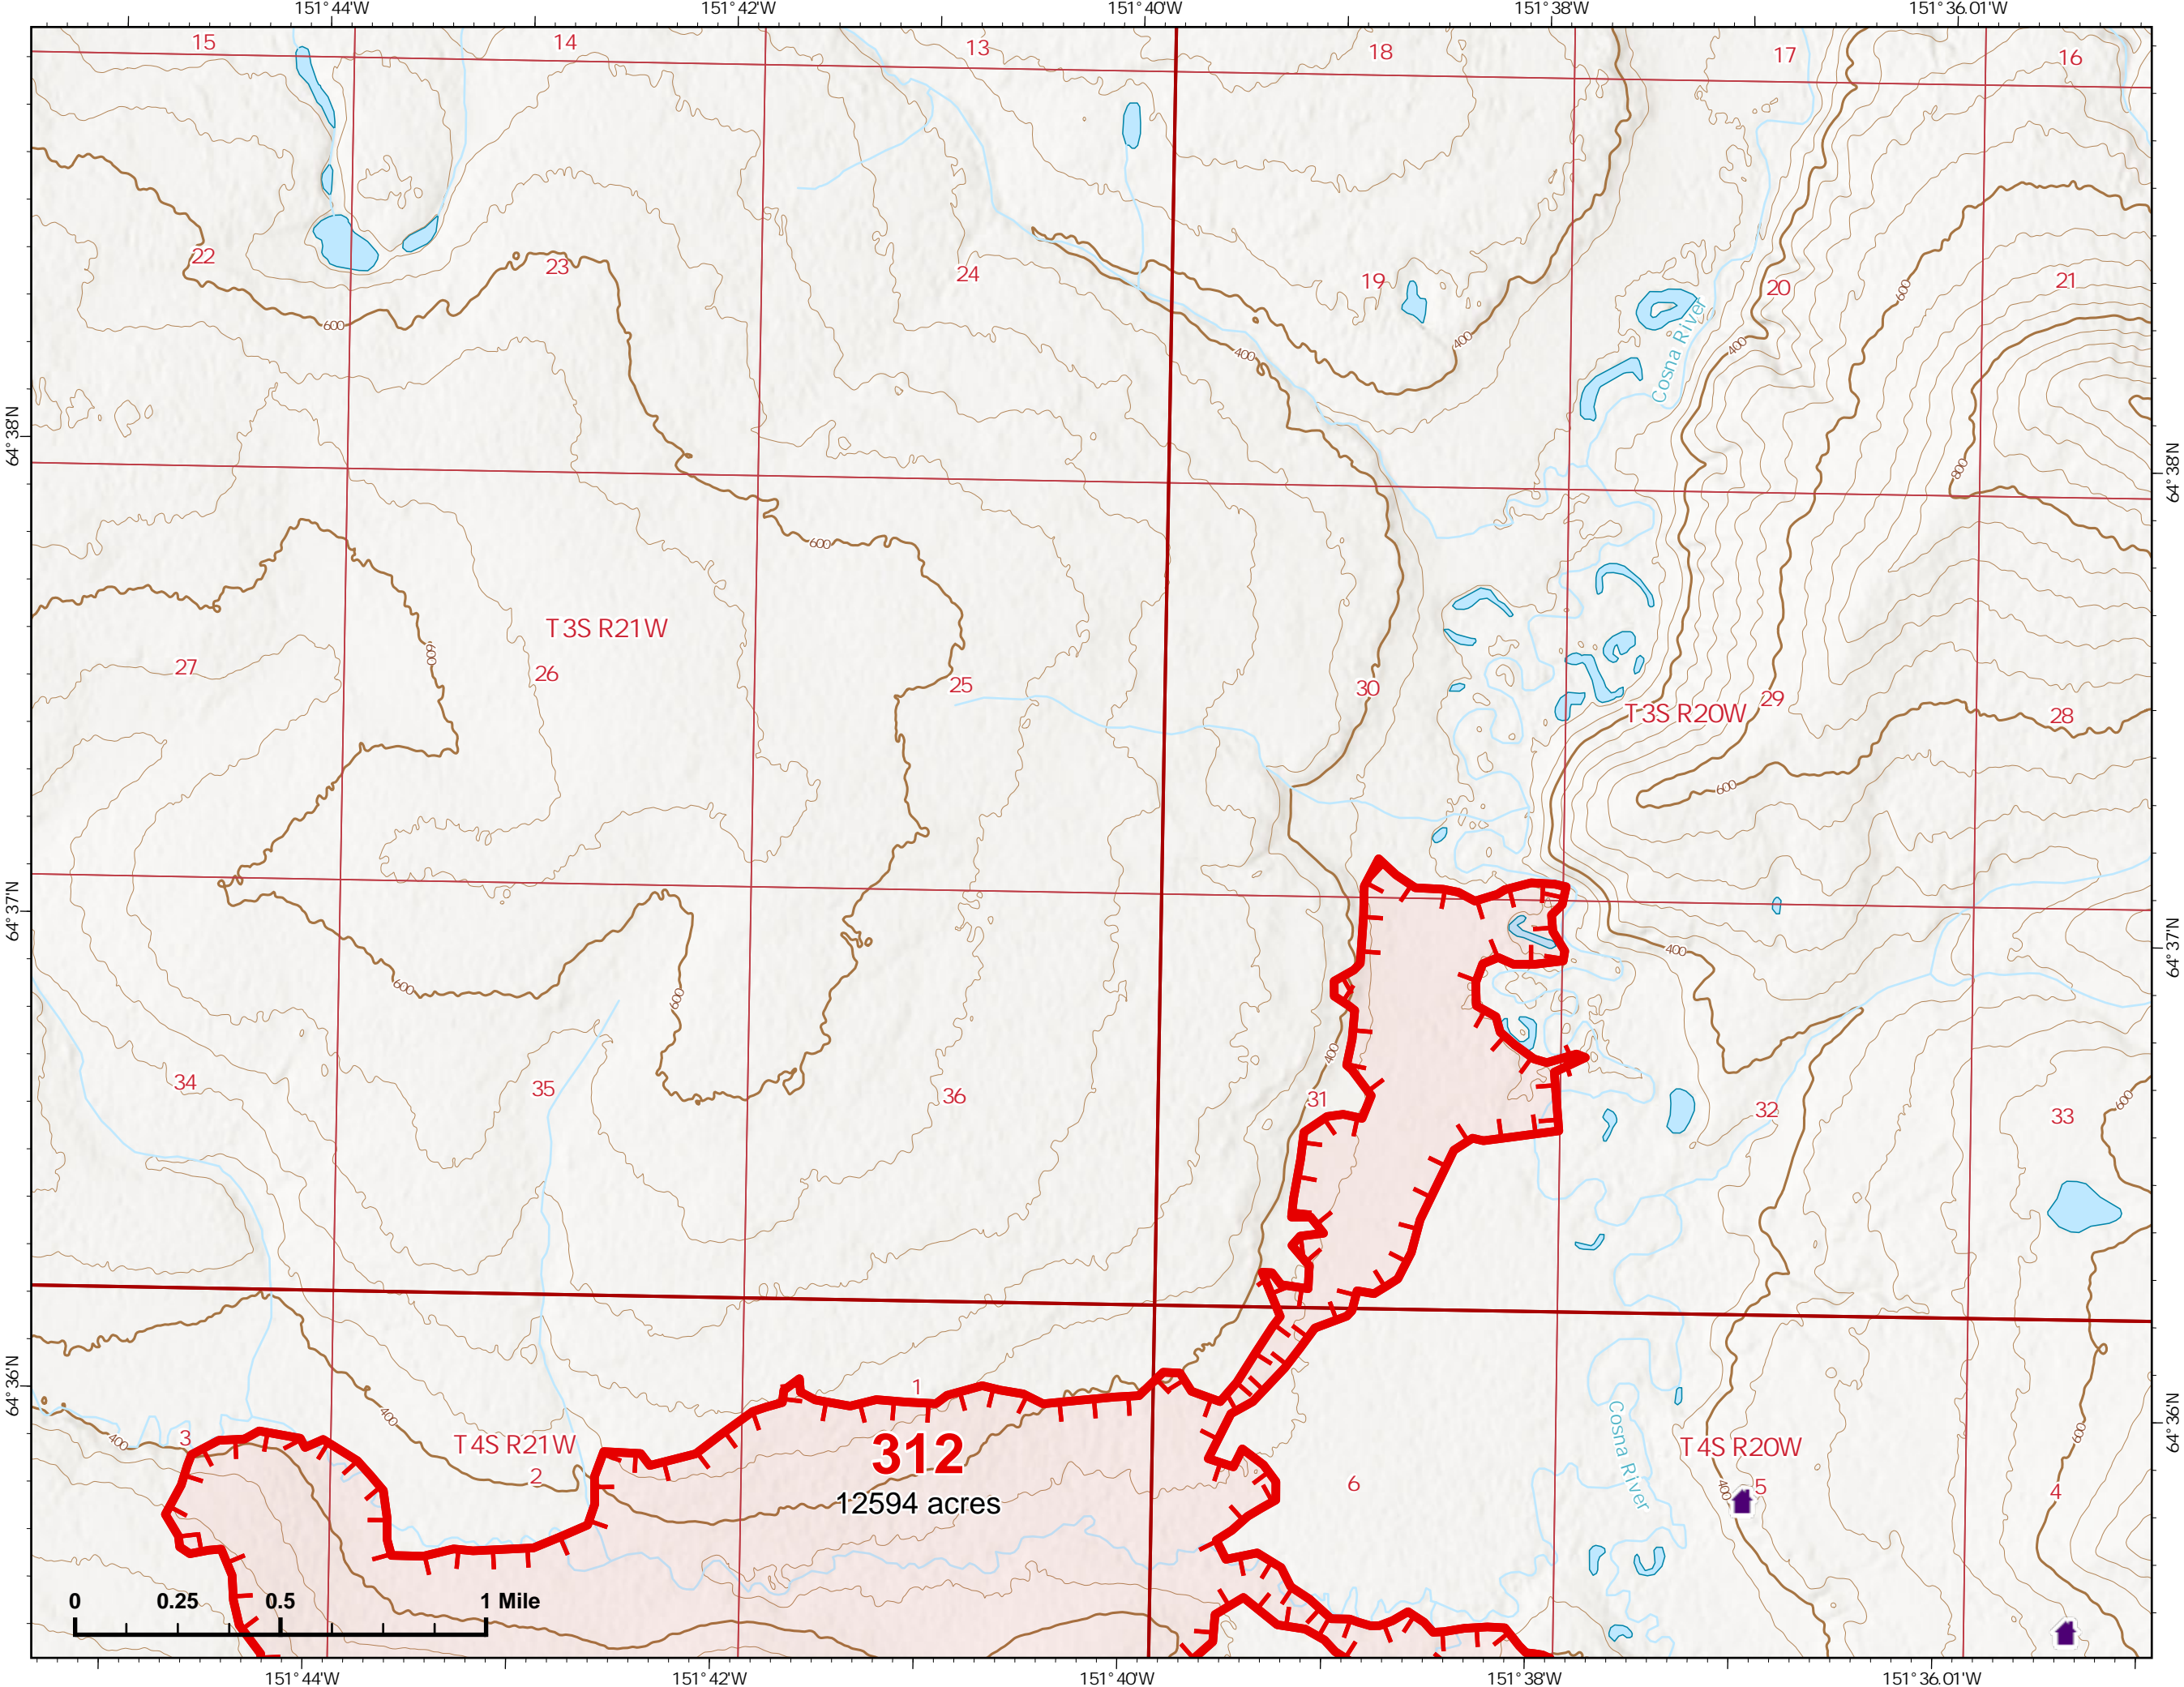 151°44'W 151°42'W 151°40'W 151°38'W 151°36.01'W
15 14 13 18 17 16
22 23 24 19 20 21
600
400
400
400
600
Cosna River
64°38'N
64°38'N
800
600
T3S R21W
600
27 26 25 30 29 28
T3S R20W
600
64°37'N
64°37'N
400
600
600
400
34 35 36 31 32 33
600
64°36'N
64°36'N
1
400
400
3
T4S R21W
2
312
12594 acres
6
Cosna River
T4S R20W
5
4
400
600
0 0.25 0.5 1 Mile
151°44'W 151°42'W 151°40'W 151°38'W 151°36.01'W